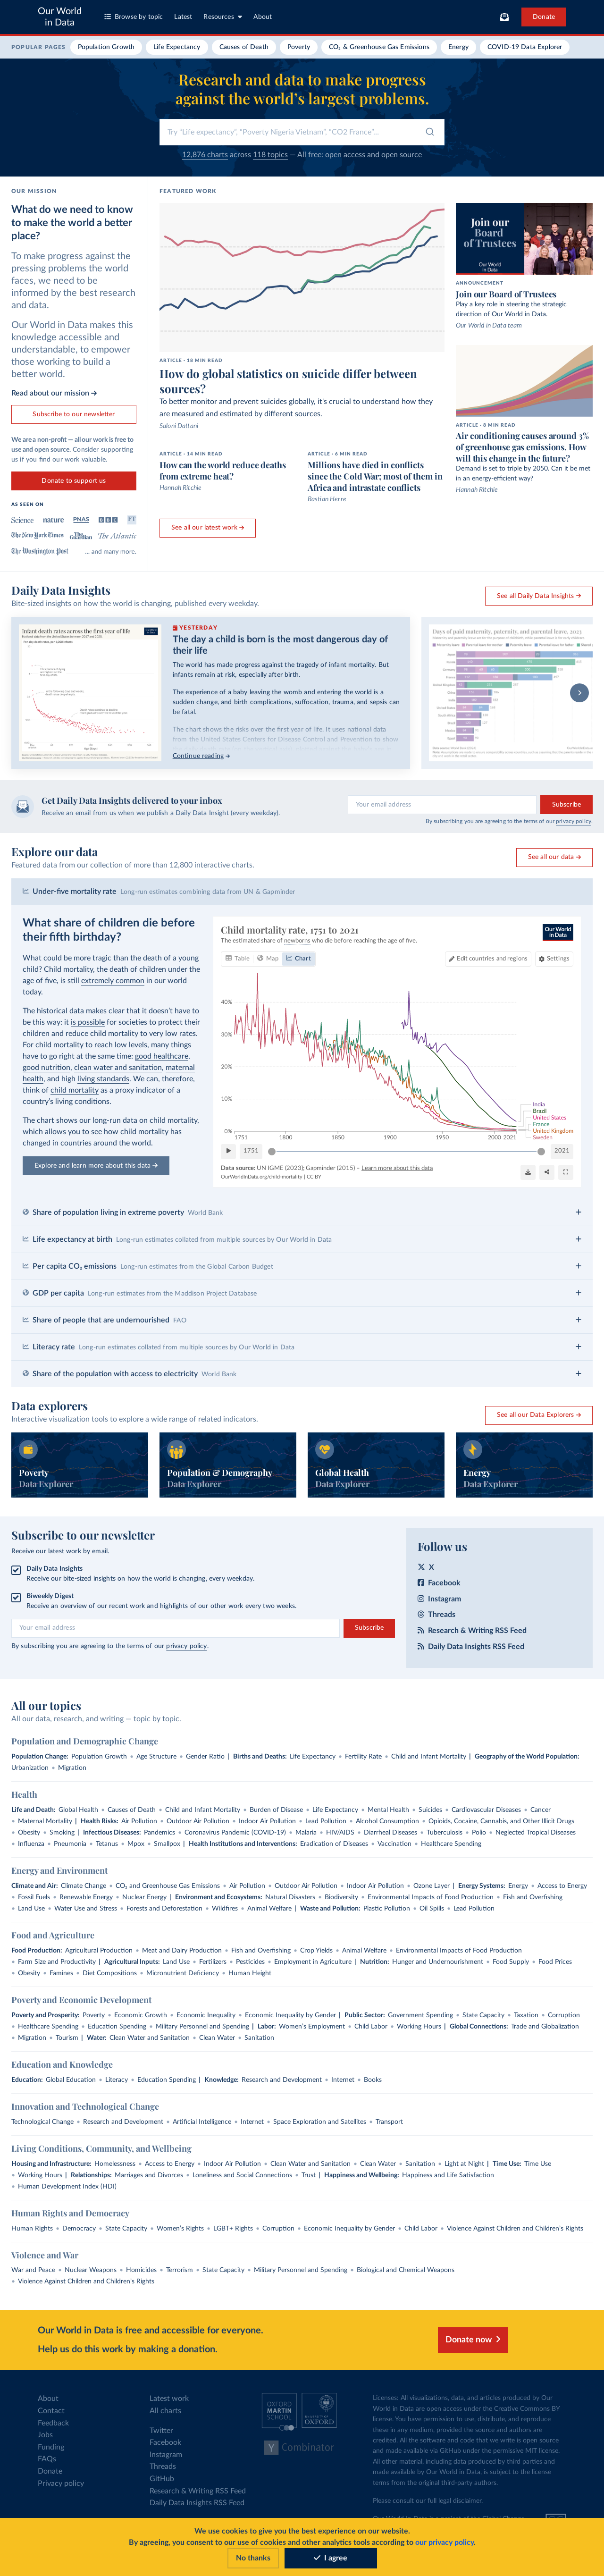 Our World
in Data
Browse by topic
Latest
Resources
About
Donate
POPULAR PAGES
Population Growth
Life Expectancy
Causes of Death
Poverty
CO₂ & Greenhouse Gas Emissions
Energy
COVID-19 Data Explorer
Research and data to make progress
against the world's largest problems.
Try "Life expectancy", "Poverty Nigeria Vietnam", "CO2 France"...
12,876 charts across 118 topics — All free: open access and open source
OUR MISSION
What do we need to know
to make the world a better
place?
To make progress against the
pressing problems the world
faces, we need to be
informed by the best research
and data.
Our World in Data makes this
knowledge accessible and
understandable, to empower
those working to build a
better world.
Read about our mission →
Subscribe to our newsletter
We are a non-profit — all our work is free to
use and open source. Consider supporting
us if you find our work valuable.
Donate to support us
AS SEEN ON
Science
nature
PNAS
BBC
FT
The New York Times
The Guardian
The Atlantic
The Washington Post
... and many more.
FEATURED WORK
ARTICLE · 18 MIN READ
How do global statistics on suicide differ between
sources?
To better monitor and prevent suicides globally, it's crucial to understand how they
are measured and estimated by different sources.
Saloni Dattani
ARTICLE · 14 MIN READ
How can the world reduce deaths
from extreme heat?
Hannah Ritchie
ARTICLE · 6 MIN READ
Millions have died in conflicts
since the Cold War; most of them in
Africa and intrastate conflicts
Bastian Herre
See all our latest work →
Join our
Board
of Trustees
Our World
in Data
ANNOUNCEMENT
Join our Board of Trustees
Play a key role in steering the strategic
direction of Our World in Data.
Our World in Data team
ARTICLE · 8 MIN READ
Air conditioning causes around 3%
of greenhouse gas emissions. How
will this change in the future?
Demand is set to triple by 2050. Can it be met
in an energy-efficient way?
Hannah Ritchie
Daily Data Insights
Bite-sized insights on how the world is changing, published every weekday.
See all Daily Data Insights →
Infant death rates across the first year of life
YESTERDAY
The day a child is born is the most dangerous day of
their life
The world has made progress against the tragedy of infant mortality. But
infants remain at risk, especially after birth.
The experience of a baby leaving the womb and entering the world is a
sudden change, and birth complications, suffocation, trauma, and sepsis
can be fatal.
The chart shows the risks over the first year of life. It uses national data
from the United States Centers for Disease Control and Prevention to show
Continue reading →
Days of paid maternity, paternity, and parental leave, 2023
Get Daily Data Insights delivered to your inbox
Receive an email from us when we publish a Daily Data Insight (every weekday).
Your email address
Subscribe
By subscribing you are agreeing to the terms of our privacy policy.
Explore our data
Featured data from our collection of more than 12,800 interactive charts.
See all our data →
Under-five mortality rate Long-run estimates combining data from UN & Gapminder
What share of children die before
their fifth birthday?
What could be more tragic than the death of a young
child? Child mortality, the death of children under the
age of five, is still extremely common in our world
today.
The historical data makes clear that it doesn't have to
be this way: it is possible for societies to protect their
children and reduce child mortality to very low rates.
For child mortality to reach low levels, many things
have to go right at the same time: good healthcare,
good nutrition, clean water and sanitation, maternal
health, and high living standards. We can, therefore,
think of child mortality as a proxy indicator of a
country's living conditions.
The chart shows our long-run data on child mortality,
which allows you to see how child mortality has
changed in countries around the world.
Explore and learn more about this data →
Child mortality rate, 1751 to 2021
The estimated share of newborns who die before reaching the age of five.
Our World
in Data
Table
Map
Chart
Edit countries and regions
Settings
40%
30%
20%
10%
0%
1751
1800
1850
1900
1950
2000
2021
India
Brazil
United States
France
United Kingdom
Sweden
1751
2021
Data source: UN IGME (2023); Gapminder (2015) – Learn more about this data
OurWorldInData.org/child-mortality | CC BY
Share of population living in extreme poverty World Bank
Life expectancy at birth Long-run estimates collated from multiple sources by Our World in Data
Per capita CO₂ emissions Long-run estimates from the Global Carbon Budget
GDP per capita Long-run estimates from the Maddison Project Database
Share of people that are undernourished FAO
Literacy rate Long-run estimates collated from multiple sources by Our World in Data
Share of the population with access to electricity World Bank
Data explorers
Interactive visualization tools to explore a wide range of related indicators.
See all our Data Explorers →
Poverty
Data Explorer
Population & Demography
Data Explorer
Global Health
Data Explorer
Energy
Data Explorer
Subscribe to our newsletter
Receive our latest work by email.
Daily Data Insights
Receive our bite-sized insights on how the world is changing, every weekday.
Biweekly Digest
Receive an overview of our recent work and highlights of our other work every two weeks.
Your email address
Subscribe
By subscribing you are agreeing to the terms of our privacy policy.
Follow us
X
Facebook
Instagram
Threads
Research & Writing RSS Feed
Daily Data Insights RSS Feed
All our topics
All our data, research, and writing — topic by topic.
Population and Demographic Change
Population Change: Population Growth • Age Structure • Gender Ratio | Births and Deaths: Life Expectancy • Fertility Rate • Child and Infant Mortality | Geography of the World Population:
Urbanization • Migration
Health
Life and Death: Global Health • Causes of Death • Child and Infant Mortality • Burden of Disease • Life Expectancy • Mental Health • Suicides • Cardiovascular Diseases • Cancer
• Maternal Mortality | Health Risks: Air Pollution • Outdoor Air Pollution • Indoor Air Pollution • Lead Pollution • Alcohol Consumption • Opioids, Cocaine, Cannabis, and Other Illicit Drugs
• Obesity • Smoking | Infectious Diseases: Pandemics • Coronavirus Pandemic (COVID-19) • Malaria • HIV/AIDS • Diarrheal Diseases • Tuberculosis • Polio • Neglected Tropical Diseases
• Influenza • Pneumonia • Tetanus • Mpox • Smallpox | Health Institutions and Interventions: Eradication of Diseases • Vaccination • Healthcare Spending
Energy and Environment
Climate and Air: Climate Change • CO₂ and Greenhouse Gas Emissions • Air Pollution • Outdoor Air Pollution • Indoor Air Pollution • Ozone Layer | Energy Systems: Energy • Access to Energy
• Fossil Fuels • Renewable Energy • Nuclear Energy | Environment and Ecosystems: Natural Disasters • Biodiversity • Environmental Impacts of Food Production • Fish and Overfishing
• Land Use • Water Use and Stress • Forests and Deforestation • Wildfires • Animal Welfare | Waste and Pollution: Plastic Pollution • Oil Spills • Lead Pollution
Food and Agriculture
Food Production: Agricultural Production • Meat and Dairy Production • Fish and Overfishing • Crop Yields • Animal Welfare • Environmental Impacts of Food Production
• Farm Size and Productivity | Agricultural Inputs: Land Use • Fertilizers • Pesticides • Employment in Agriculture | Nutrition: Hunger and Undernourishment • Food Supply • Food Prices
• Obesity • Famines • Diet Compositions • Micronutrient Deficiency • Human Height
Poverty and Economic Development
Poverty and Prosperity: Poverty • Economic Growth • Economic Inequality • Economic Inequality by Gender | Public Sector: Government Spending • State Capacity • Taxation • Corruption
• Healthcare Spending • Education Spending • Military Personnel and Spending | Labor: Women's Employment • Child Labor • Working Hours | Global Connections: Trade and Globalization
• Migration • Tourism | Water: Clean Water and Sanitation • Clean Water • Sanitation
Education and Knowledge
Education: Global Education • Literacy • Education Spending | Knowledge: Research and Development • Internet • Books
Innovation and Technological Change
Technological Change • Research and Development • Artificial Intelligence • Internet • Space Exploration and Satellites • Transport
Living Conditions, Community, and Wellbeing
Housing and Infrastructure: Homelessness • Access to Energy • Indoor Air Pollution • Clean Water and Sanitation • Clean Water • Sanitation • Light at Night | Time Use: Time Use
• Working Hours | Relationships: Marriages and Divorces • Loneliness and Social Connections • Trust | Happiness and Wellbeing: Happiness and Life Satisfaction
• Human Development Index (HDI)
Human Rights and Democracy
Human Rights • Democracy • State Capacity • Women's Rights • LGBT+ Rights • Corruption • Economic Inequality by Gender • Child Labor • Violence Against Children and Children's Rights
Violence and War
War and Peace • Nuclear Weapons • Homicides • Terrorism • State Capacity • Military Personnel and Spending • Biological and Chemical Weapons
• Violence Against Children and Children's Rights
Our World in Data is free and accessible for everyone.
Help us do this work by making a donation.
Donate now
About
Contact
Feedback
Jobs
Funding
FAQs
Donate
Privacy policy
Latest work
All charts
Twitter
Facebook
Instagram
Threads
GitHub
Research & Writing RSS Feed
Daily Data Insights RSS Feed
OXFORD
MARTIN
SCHOOL
UNIVERSITY OF
OXFORD
Y Combinator
Licenses: All visualizations, data, and articles produced by Our
World in Data are open access under the Creative Commons BY
license. You have permission to use, distribute, and reproduce
these in any medium, provided the source and authors are
credited. All the software and code that we write is open source
and made available via GitHub under the permissive MIT license.
All other material, including data produced by third parties and
made available by Our World in Data, is subject to the license
terms from the original third-party authors.
Please consult our full legal disclaimer.
We use cookies to give you the best experience on our website.
By agreeing, you consent to our use of cookies and other analytics tools according to our privacy policy.
No thanks
I agree